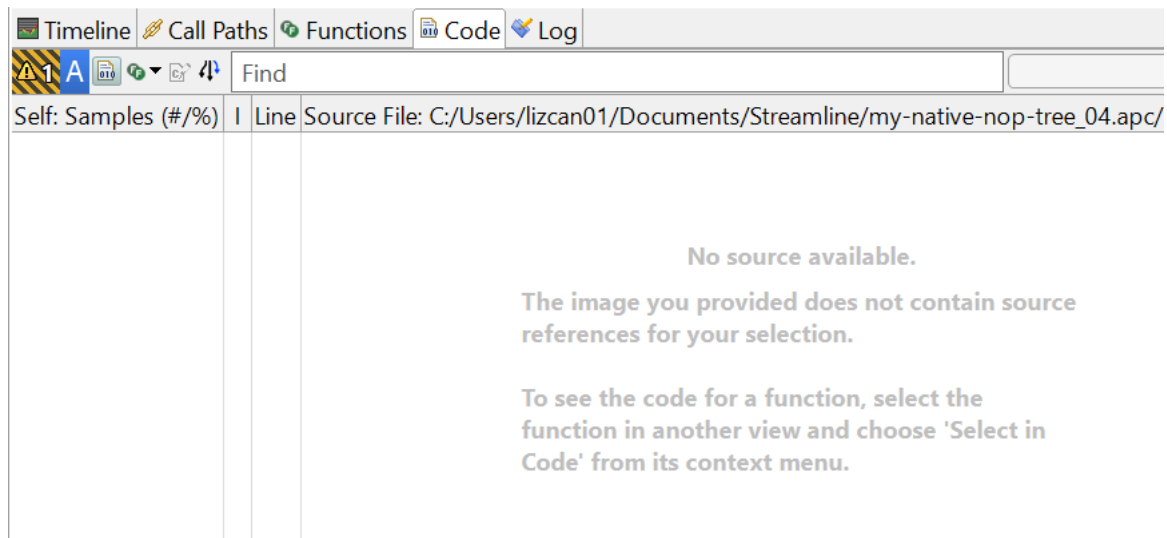 Timeline Call Paths Functions Code Log
1 A Find
Self: Samples (#/%) I Line Source File: C:/Users/lizcan01/Documents/Streamline/my-native-nop-tree_04.apc/
No source available.
The image you provided does not contain source
references for your selection.
To see the code for a function, select the
function in another view and choose 'Select in
Code' from its context menu.